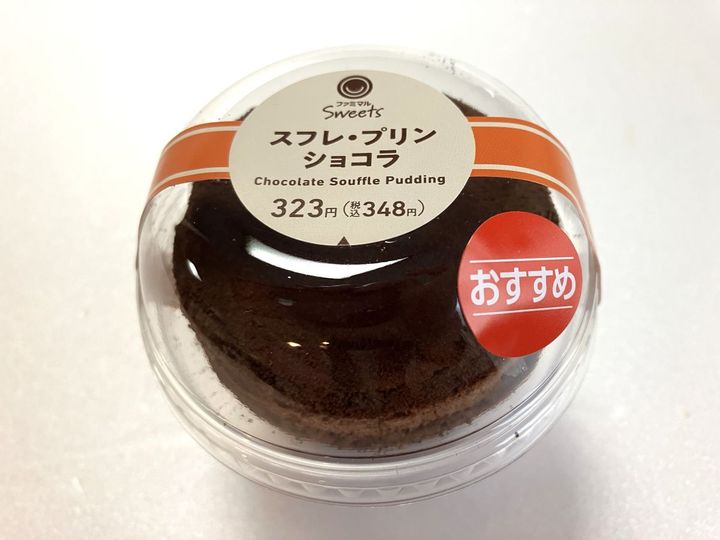 ファミマル
Sweets
スフレ・プリン
ショコラ
Chocolate Souffle Pudding
323円(税込348円)
おすすめ